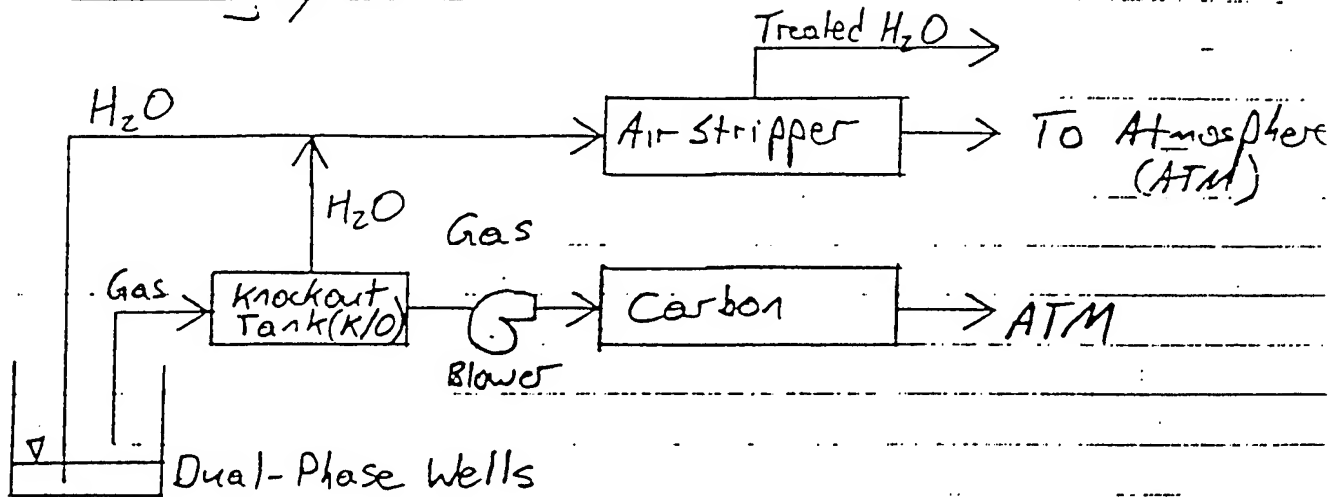 Treated H₂O
H₂O
Air stripper
To Atmosphere
(ATM)
H₂O
Gas
Gas
Knockout
Tank(K/O)
Carbon
ATM
Blower
Dual-Phase Wells